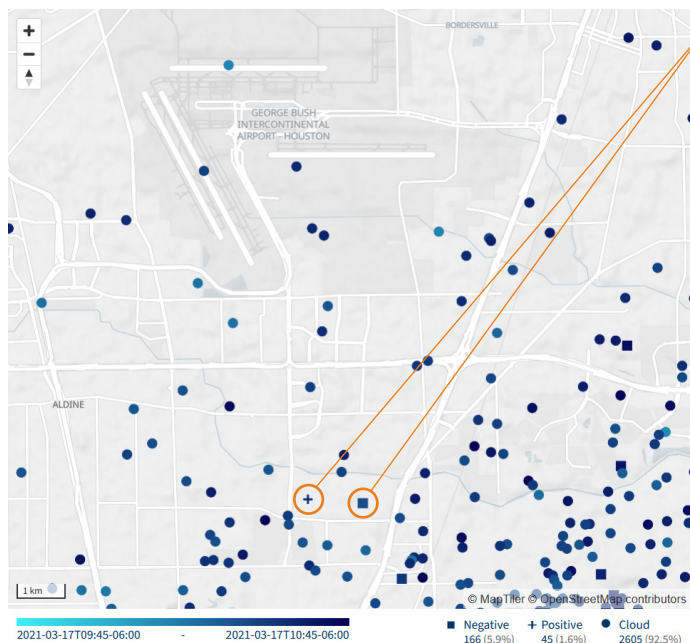 BORDERSVILLE
GEORGE BUSH
INTERCONTINENTAL
AIRPORT - HOUSTON
ALDINE
1 km
© MapTiler © OpenStreetMap contributors
2021-03-17T09:45-06:00 - 2021-03-17T10:45-06:00
Negative Positive Cloud
166 (5.9%) 45 (1.6%) 2605 (92.5%